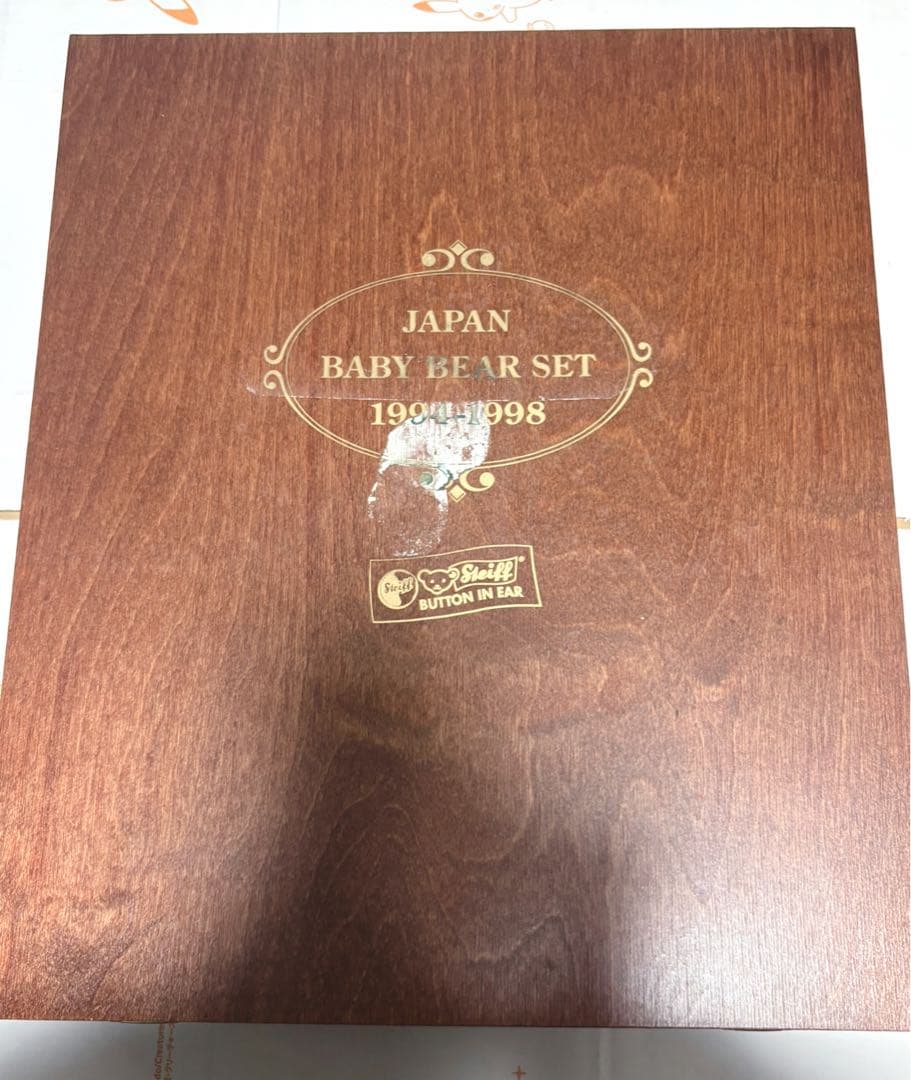 JAPAN
BABY BEAR SET
1994-1998
Steiff
Steiff®
BUTTON IN EAR